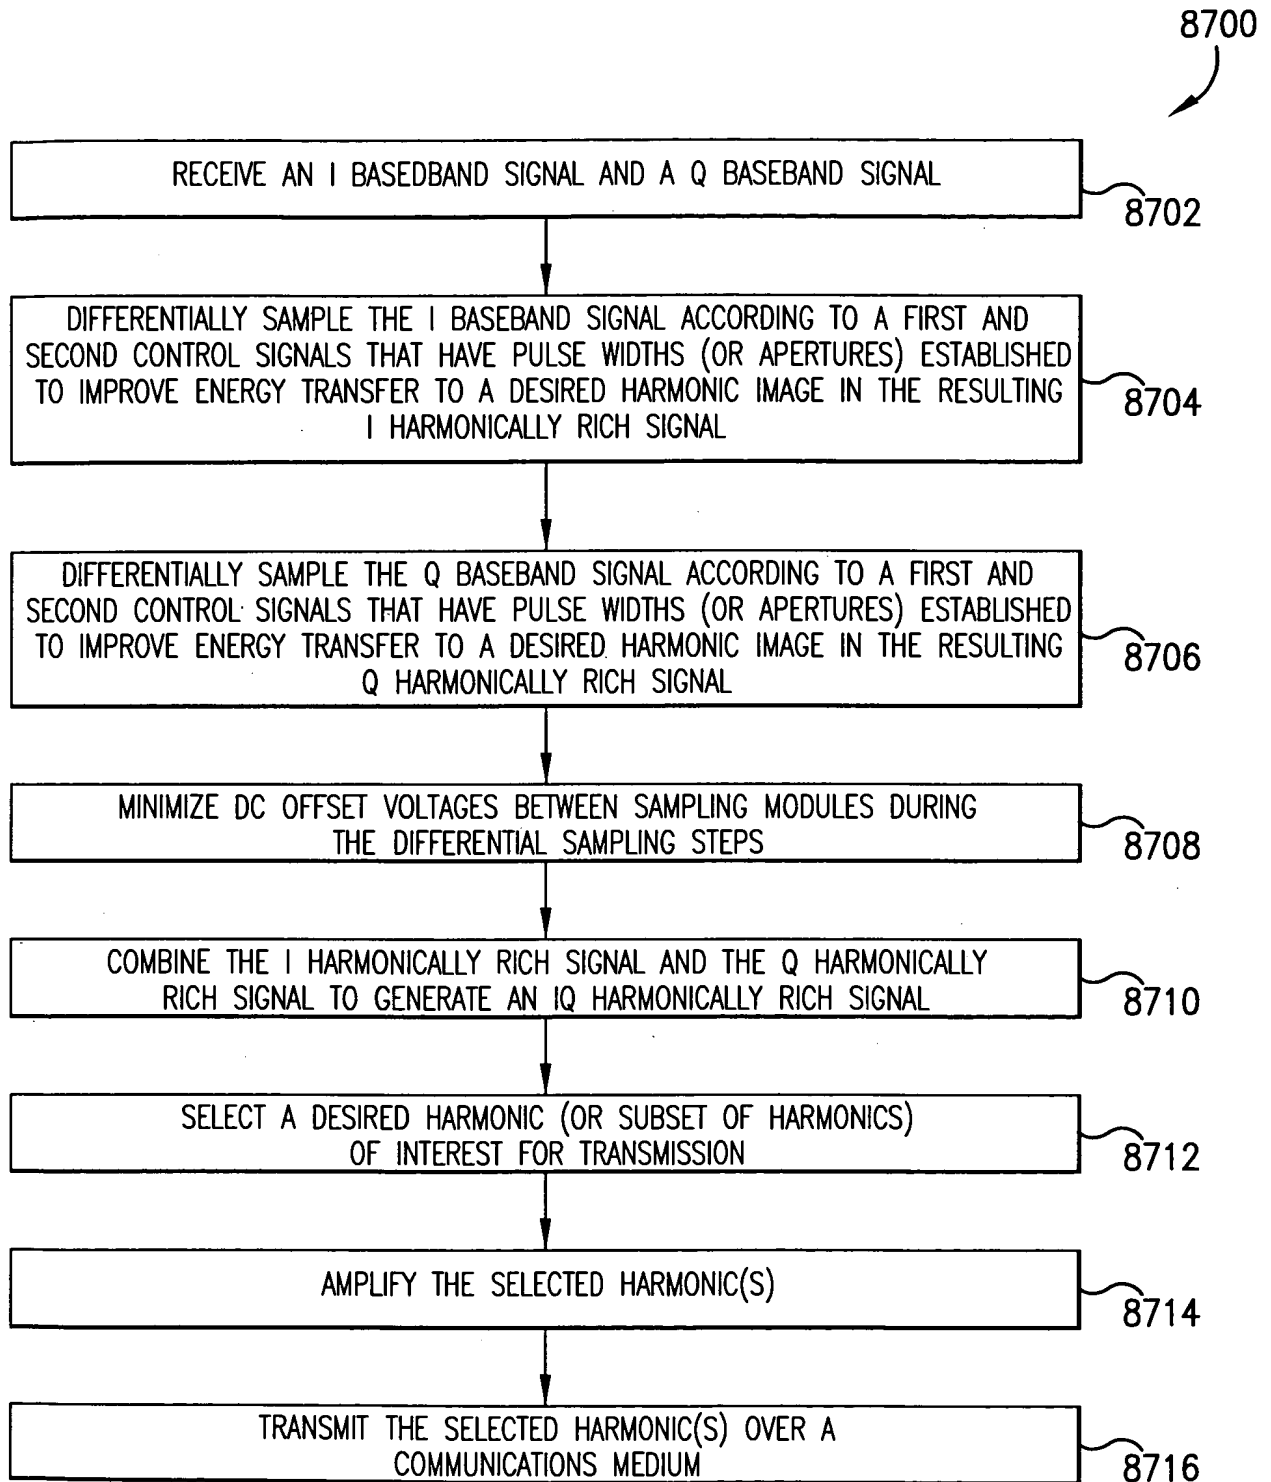 8700
RECEIVE AN I BASEDBAND SIGNAL AND A Q BASEBAND SIGNAL
8702
DIFFERENTIALLY SAMPLE THE I BASEBAND SIGNAL ACCORDING TO A FIRST AND
SECOND CONTROL SIGNALS THAT HAVE PULSE WIDTHS (OR APERTURES) ESTABLISHED
TO IMPROVE ENERGY TRANSFER TO A DESIRED HARMONIC IMAGE IN THE RESULTING
I HARMONICALLY RICH SIGNAL
8704
DIFFERENTIALLY SAMPLE THE Q BASEBAND SIGNAL ACCORDING TO A FIRST AND
SECOND CONTROL SIGNALS THAT HAVE PULSE WIDTHS (OR APERTURES) ESTABLISHED
TO IMPROVE ENERGY TRANSFER TO A DESIRED HARMONIC IMAGE IN THE RESULTING
Q HARMONICALLY RICH SIGNAL
8706
MINIMIZE DC OFFSET VOLTAGES BETWEEN SAMPLING MODULES DURING
THE DIFFERENTIAL SAMPLING STEPS
8708
COMBINE THE I HARMONICALLY RICH SIGNAL AND THE Q HARMONICALLY
RICH SIGNAL TO GENERATE AN IQ HARMONICALLY RICH SIGNAL
8710
SELECT A DESIRED HARMONIC (OR SUBSET OF HARMONICS)
OF INTEREST FOR TRANSMISSION
8712
AMPLIFY THE SELECTED HARMONIC(S)
8714
TRANSMIT THE SELECTED HARMONIC(S) OVER A
COMMUNICATIONS MEDIUM
8716